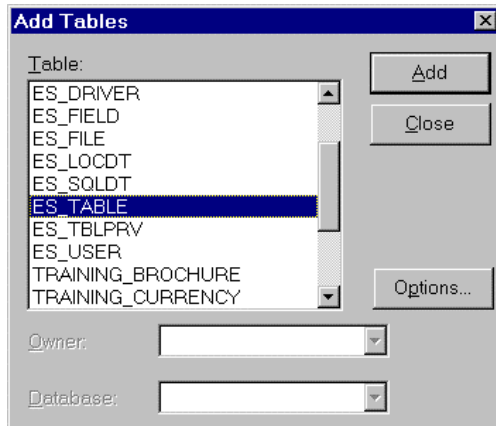 Add Tables
Table:
Add
ES_DRIVER
ES_FIELD
ES_FILE
Close
ES_LOCDT
ES_SQLDT
ES_TABLE
ES_TBLPRV
ES_USER
TRAINING_BROCHURE
TRAINING_CURRENCY
Options...
Owner:
Database: